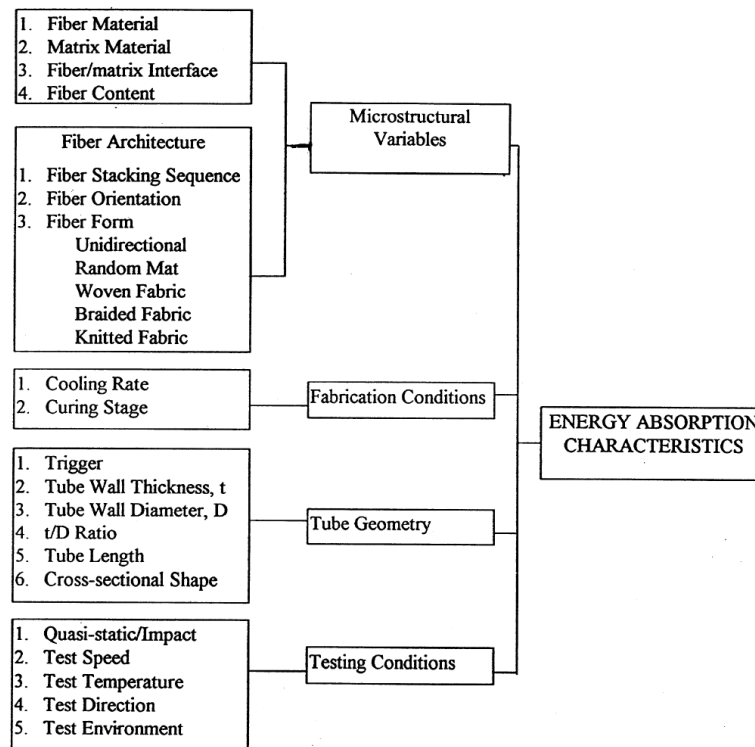 1. Fiber Material
2. Matrix Material
3. Fiber/matrix Interface
4. Fiber Content
Fiber Architecture
1. Fiber Stacking Sequence
2. Fiber Orientation
3. Fiber Form
Unidirectional
Random Mat
Woven Fabric
Braided Fabric
Knitted Fabric
Microstructural
Variables
1. Cooling Rate
2. Curing Stage
Fabrication Conditions
1. Trigger
2. Tube Wall Thickness, t
3. Tube Wall Diameter, D
4. t/D Ratio
5. Tube Length
6. Cross-sectional Shape
Tube Geometry
1. Quasi-static/Impact
2. Test Speed
3. Test Temperature
4. Test Direction
5. Test Environment
Testing Conditions
ENERGY ABSORPTION
CHARACTERISTICS